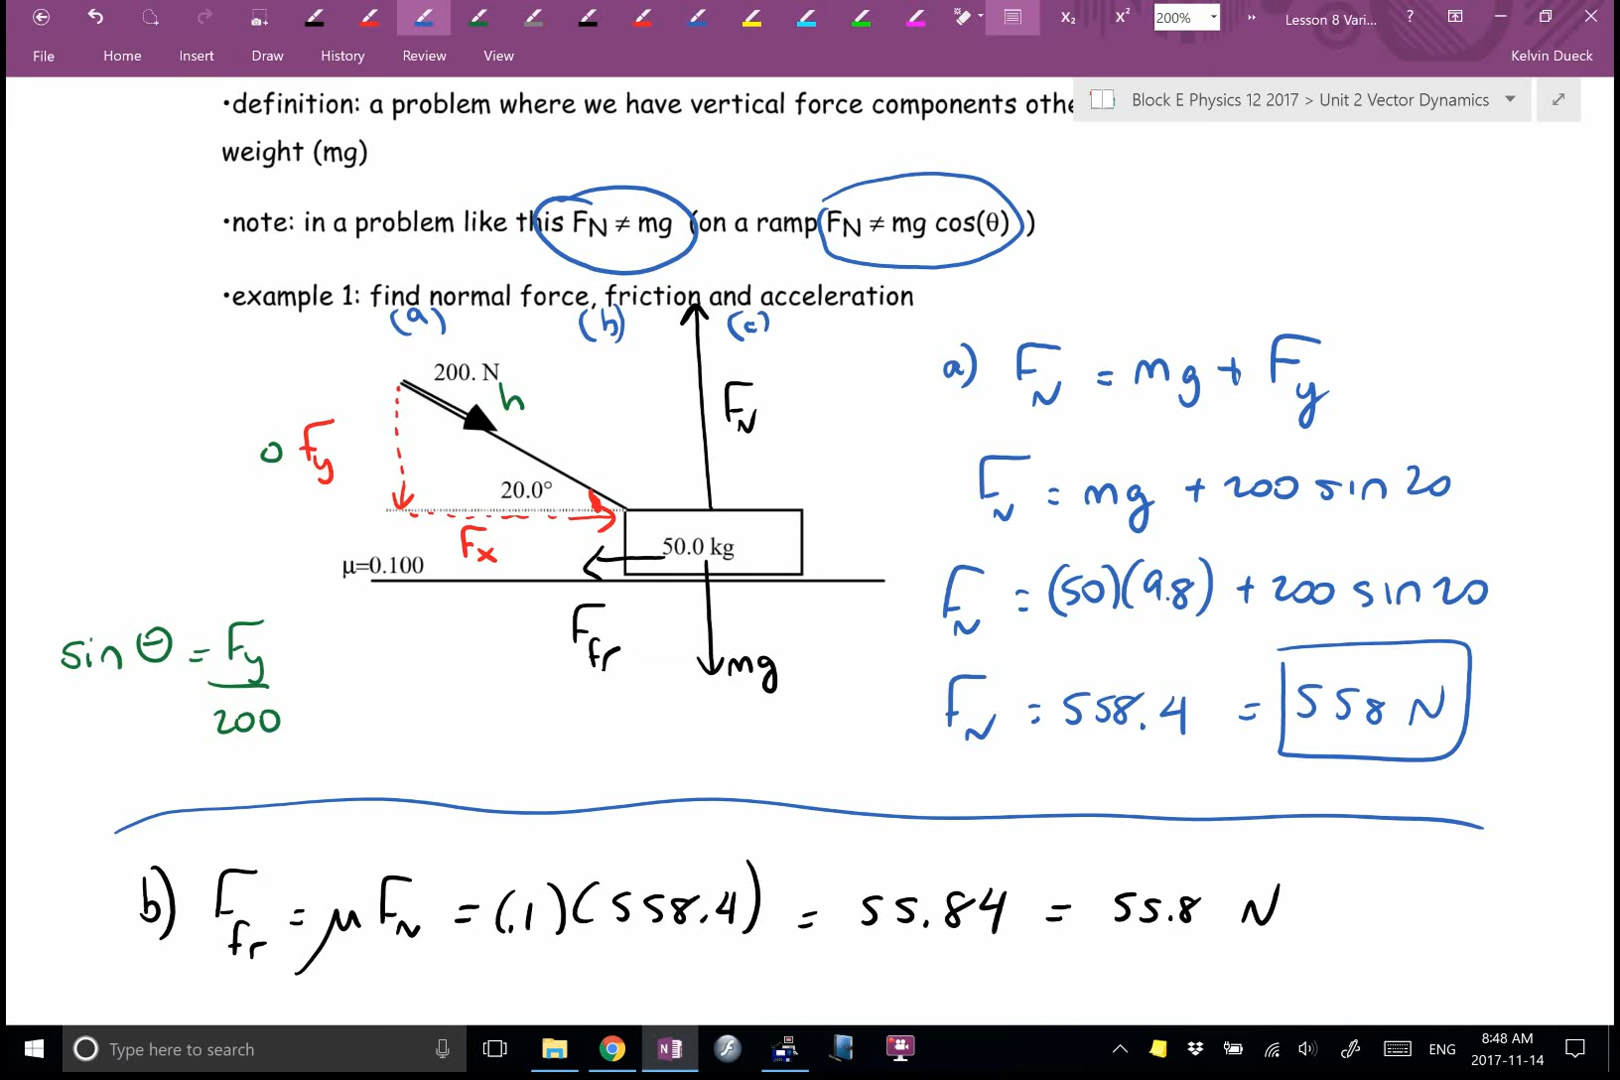 X₂ X² 200% Lesson 8 Vari... ?
File Home Insert Draw History Review View Kelvin Dueck
Block E Physics 12 2017 > Unit 2 Vector Dynamics
•definition: a problem where we have vertical force components othe
weight (mg)
•note: in a problem like this FN ≠ mg (on a ramp FN ≠ mg cos(θ) )
•example 1: find normal force, friction and acceleration
(a) (b) (c)
200. N
h
FN
o Fy
20.0°
Fx
50.0 kg
μ=0.100
Ffr
mg
sin θ = Fy
200
a) FN = mg + Fy
FN = mg + 200 sin 20
FN = (50)(9.8) + 200 sin 20
FN = 558.4 = 558 N
b) Ffr = μ FN = (.1)(558.4) = 55.84 = 55.8 N
Type here to search
ENG
8:48 AM
2017-11-14